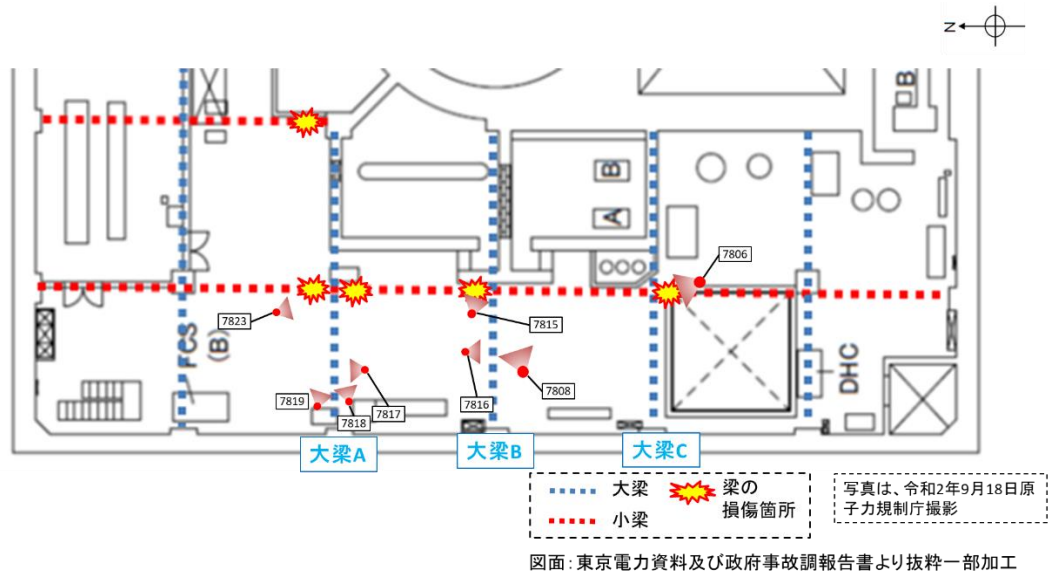 N
B
B
A
7806
7823
7815
FCS
(B)
7819
7818
7817
7816
7808
DHC
大梁A
大梁B
大梁C
大梁
小梁
梁の
損傷箇所
写真は、令和2年9月18日原
子力規制庁撮影
図面：東京電力資料及び政府事故調報告書より抜粋一部加工